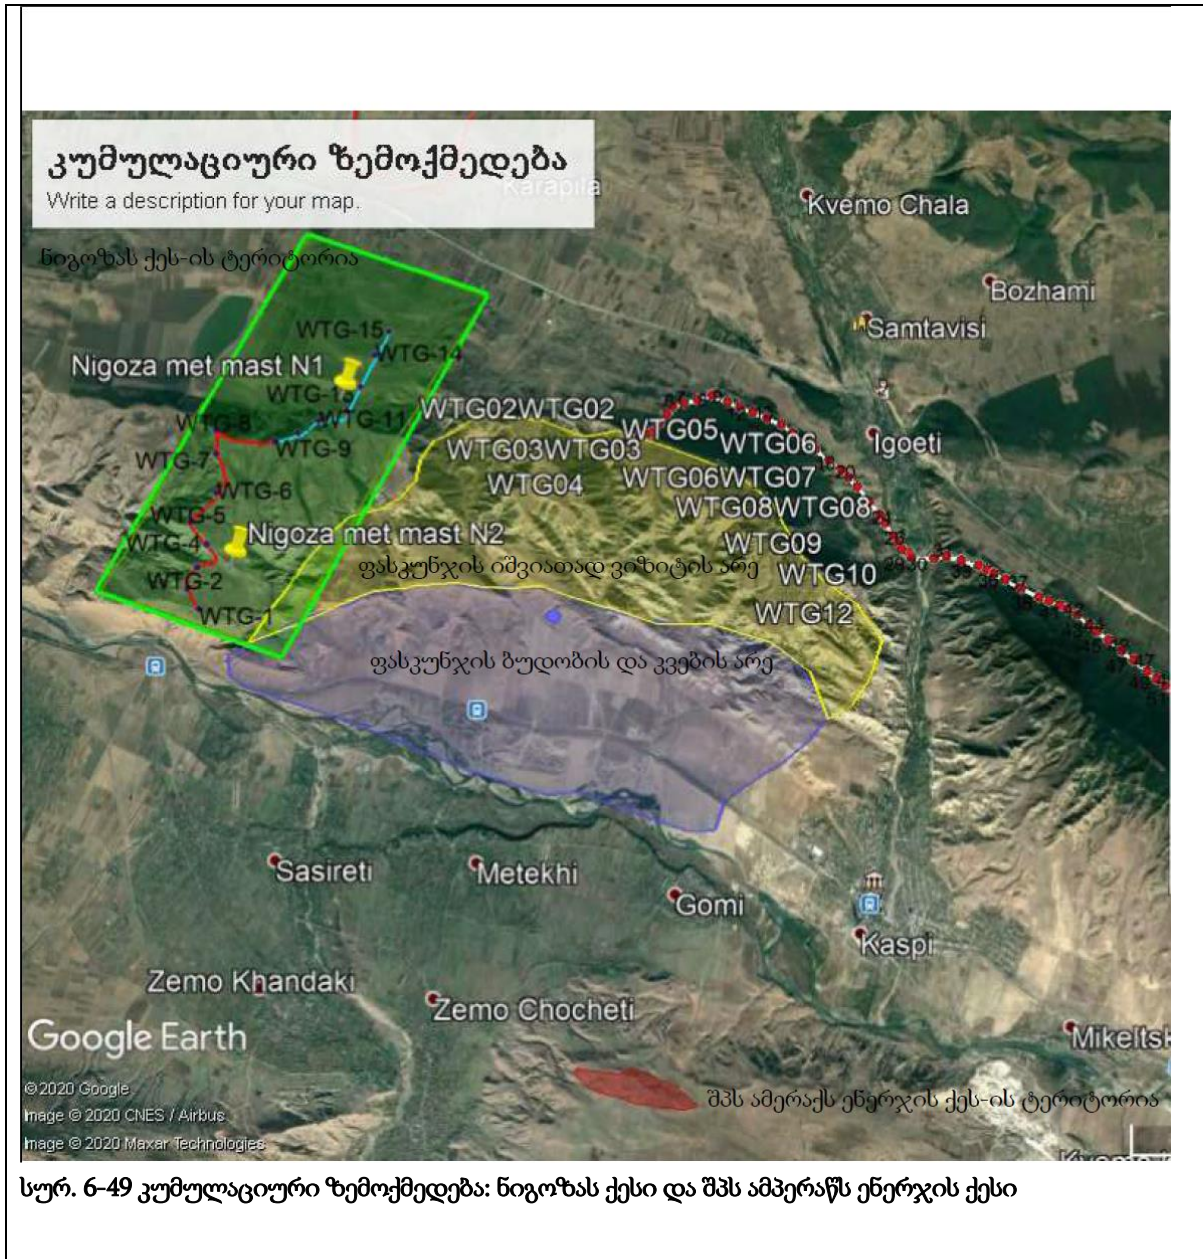 კუმულაციური ზემოქმედება
Write a description for your map.
Karapila
Kvemo Chala
ნიგოზას ქეს-ის ტერიტორია
Bozhami
Samtavisi
WTG-15
WTG-14
Nigoza met mast N1
WTG-13
WTG-11
WTG-8
WTG-9
WTG02WTG02
WTG05
WTG06
Igoeti
WTG03WTG03
WTG-7
WTG04
WTG06WTG07
WTG-6
WTG08WTG08
WTG-5
Nigoza met mast N2
WTG-4
WTG09
ფასკუნჯის იშვიათად ვიზიტის არე
WTG10
WTG-2
WTG-1
WTG12
ფასკუნჯის ბუდობის და კვების არე
Sasireti
Metekhi
Gomi
Kaspi
Zemo Khandaki
Zemo Chocheti
Google Earth
Mikeltsk
©2020 Google
Image © 2020 CNES / Airbus
Image © 2020 Maxar Technologies
შპს ამერაქს ენერჯის ქეს-ის ტერიტორია
სურ. 6-49 კუმულაციური ზემოქმედება: ნიგოზას ქესი და შპს ამპერაწს ენერჯის ქესი